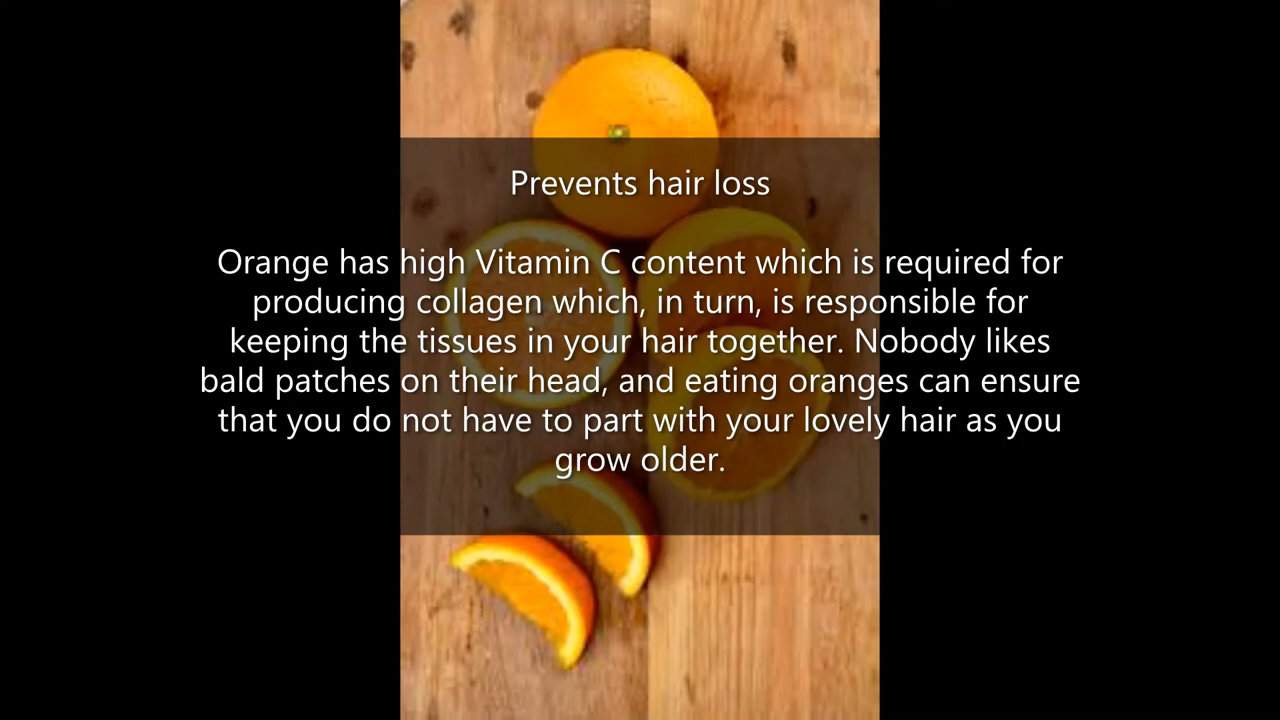 Prevents hair loss
Orange has high Vitamin C content which is required for
producing collagen which, in turn, is responsible for
keeping the tissues in your hair together. Nobody likes
bald patches on their head, and eating oranges can ensure
that you do not have to part with your lovely hair as you
grow older.